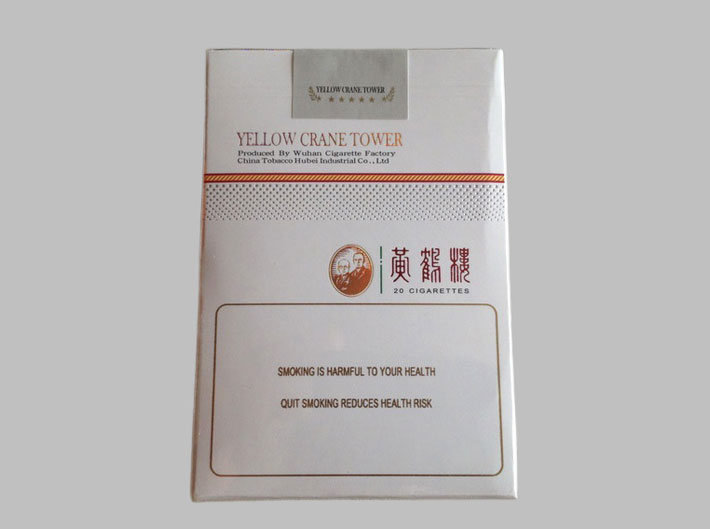 YELLOW CRANE TOWER
YELLOW CRANE TOWER
Produced By Wuhan Cigarette Factory
China Tobacco Hubei Industrial Co.,Ltd
黄鹤楼
20 CIGARETTES
SMOKING IS HARMFUL TO YOUR HEALTH
QUIT SMOKING REDUCES HEALTH RISK